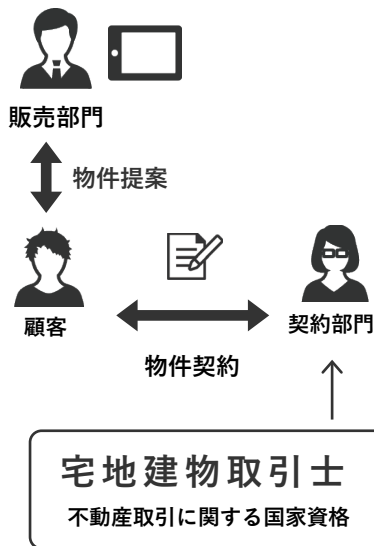 販売部門
物件提案
顧客
契約部門
物件契約
宅地建物取引士
不動産取引に関する国家資格